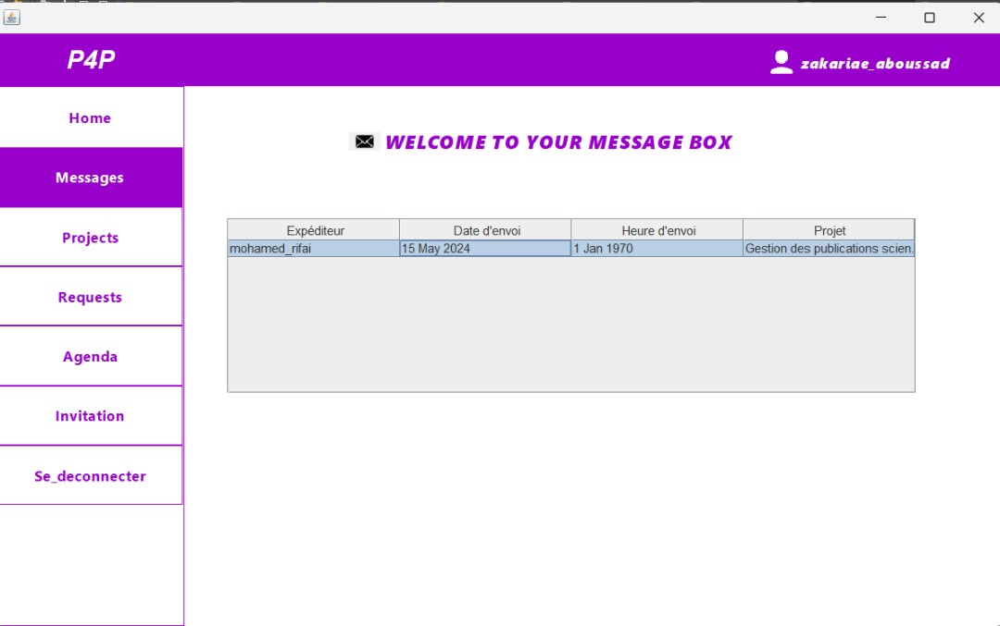 P4P
zakariae_aboussad
Home
Messages
Projects
Requests
Agenda
Invitation
Se_deconnecter
WELCOME TO YOUR MESSAGE BOX
Expéditeur Date d'envoi Heure d'envoi Projet
mohamed_rifai 15 May 2024 1 Jan 1970 Gestion des publications scien.